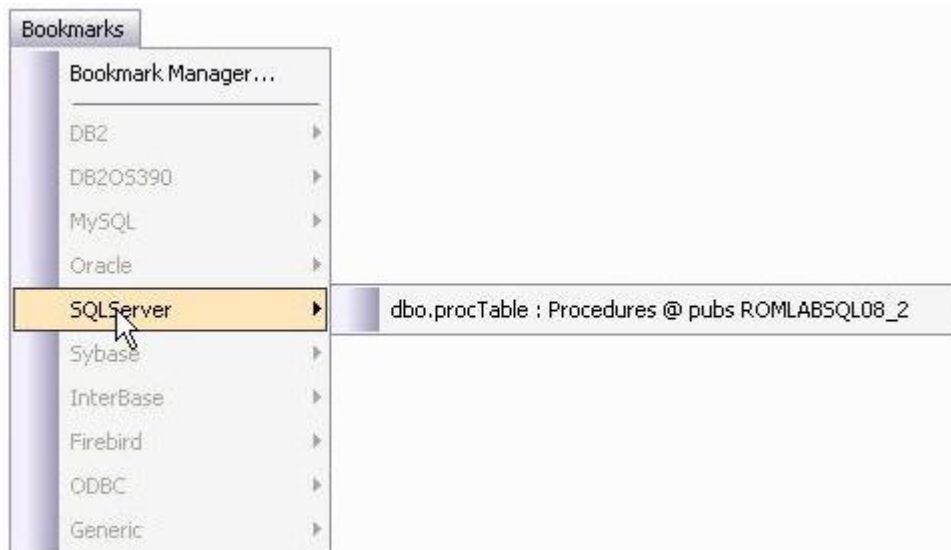 Bookmarks
Bookmark Manager...
DB2
DB2OS390
MySQL
Oracle
SQLServer
dbo.procTable : Procedures @ pubs ROMLABSQL08_2
Sybase
InterBase
Firebird
ODBC
Generic